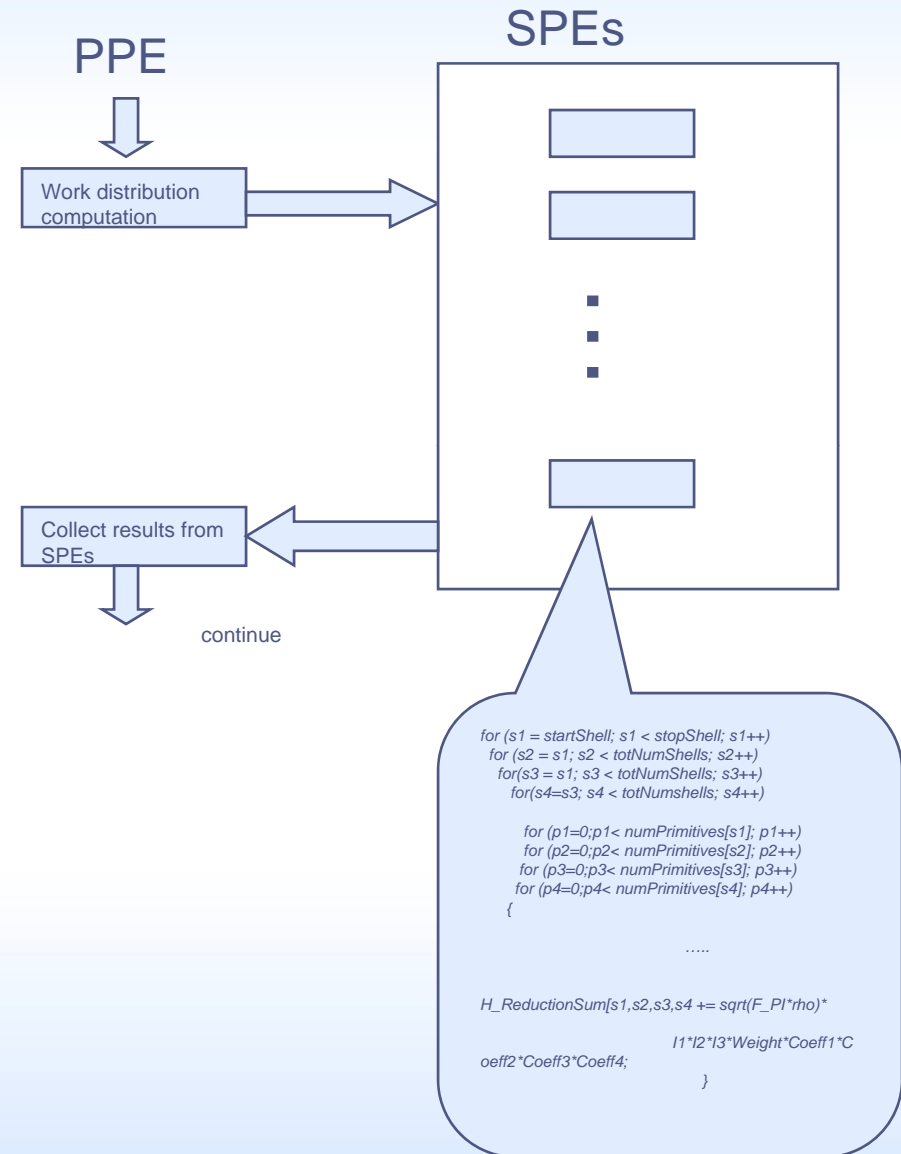 PPE
SPEs
Work distribution
computation
Collect results from
SPEs
continue
for (s1 = startShell; s1 < stopShell; s1++)
for (s2 = s1; s2 < totNumShells; s2++)
for(s3 = s1; s3 < totNumShells; s3++)
for(s4=s3; s4 < totNumshells; s4++)
for (p1=0;p1< numPrimitives[s1]; p1++)
for (p2=0;p2< numPrimitives[s2]; p2++)
for (p3=0;p3< numPrimitives[s3]; p3++)
for (p4=0;p4< numPrimitives[s4]; p4++)
{
…..
H_ReductionSum[s1,s2,s3,s4 += sqrt(F_PI*rho)*
I1*I2*I3*Weight*Coeff1*C
oeff2*Coeff3*Coeff4;
}